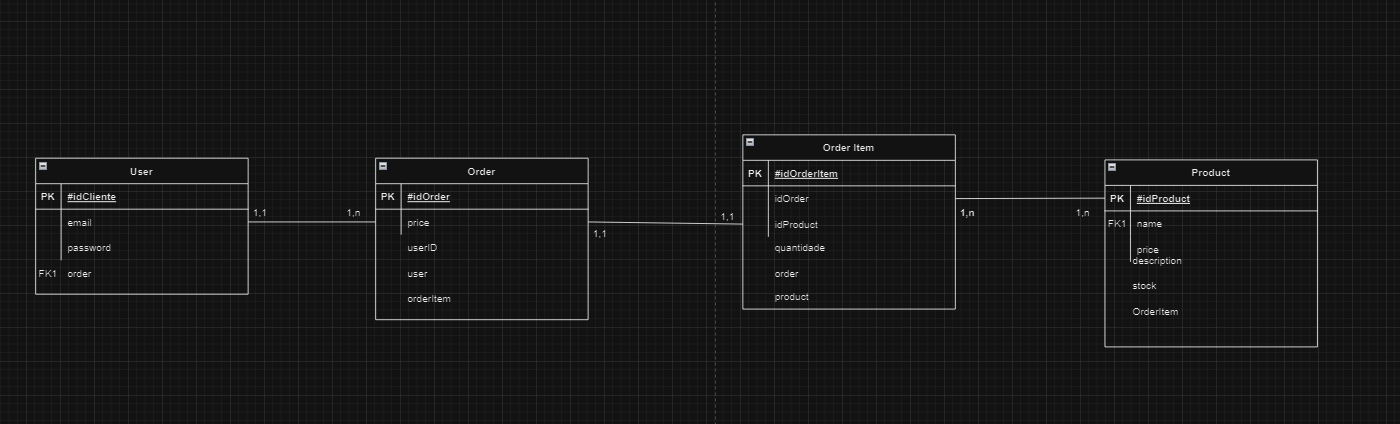 User
PK #idCliente
email
password
FK1 order
1,1
1,n
Order
PK #idOrder
price
userID
user
orderItem
1,1
1,1
Order Item
PK #idOrderItem
idOrder
idProduct
quantidade
order
product
1,n
1,n
Product
PK #idProduct
FK1 name
price
description
stock
OrderItem